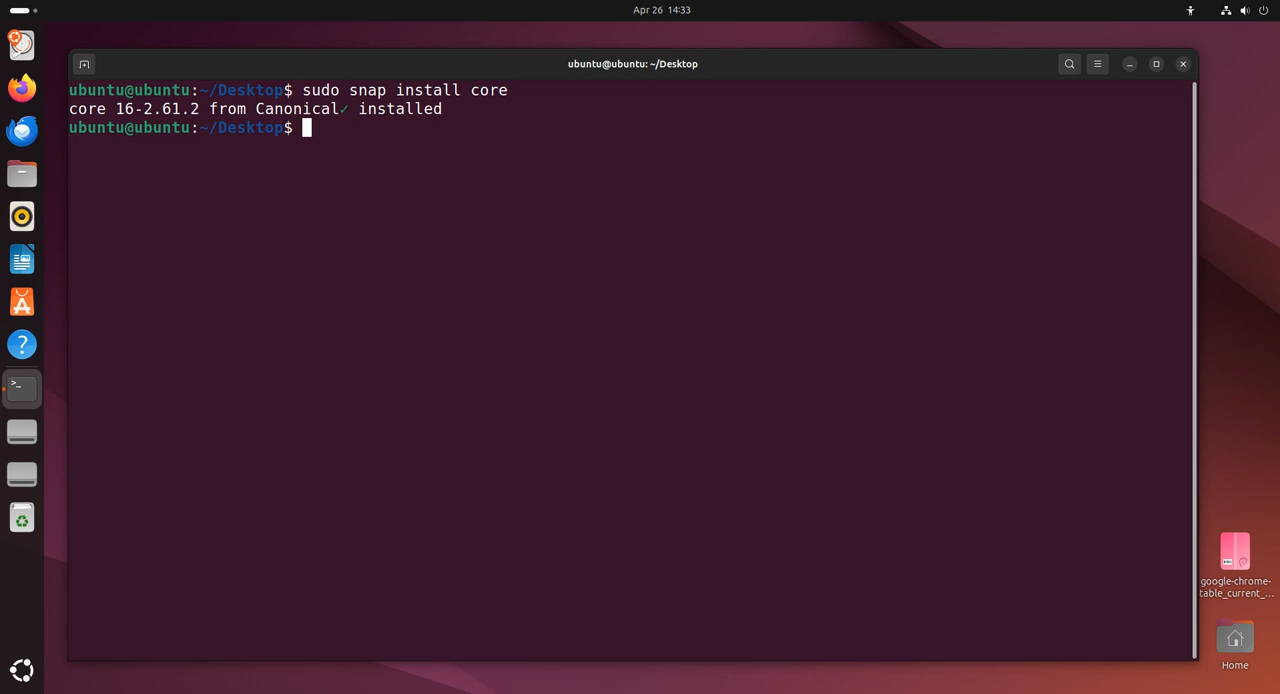 Apr 26 14:33
ubuntu@ubuntu: ~/Desktop
ubuntu@ubuntu:~/Desktop$ sudo snap install core
core 16-2.61.2 from Canonical✓ installed
ubuntu@ubuntu:~/Desktop$
google-chrome-
table_current_...
Home